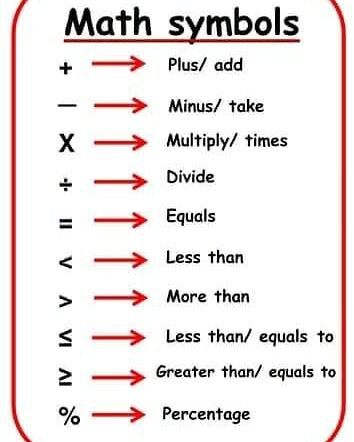 Math symbols
+ Plus/ add
— Minus/ take
X Multiply/ times
÷ Divide
= Equals
< Less than
> More than
≤ Less than/ equals to
≥ Greater than/ equals to
% Percentage